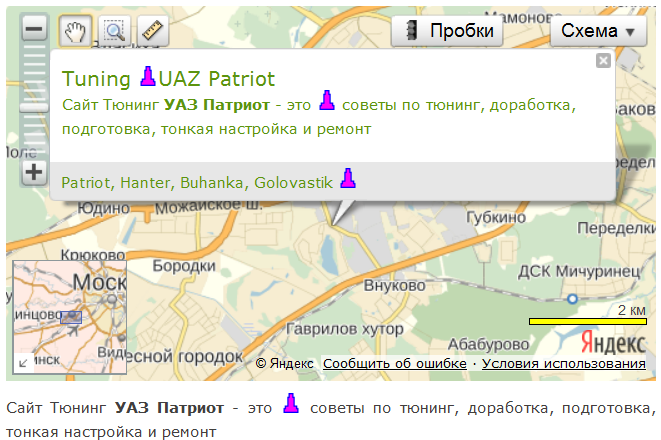 Мамоново
Пробки
Схема
Tuning UAZ Patriot
Сайт Тюнинг УАЗ Патриот - это советы по тюнинг, доработка,
подготовка, тонкая настройка и ремонт
Patriot, Hanter, Buhanka, Golovastik
Юдино
Можайское ш.
Губкино
Переделки
Крюково
Бородки
ДСК Мичуринец
Моск
Внуково
инцово
2 км
Гаврилов хутор
Абабурово
Яндекс
инск
Вид
есной городок
© Яндекс Сообщить об ошибке · Условия использования
Сайт Тюнинг УАЗ Патриот - это советы по тюнинг, доработка, подготовка,
тонкая настройка и ремонт